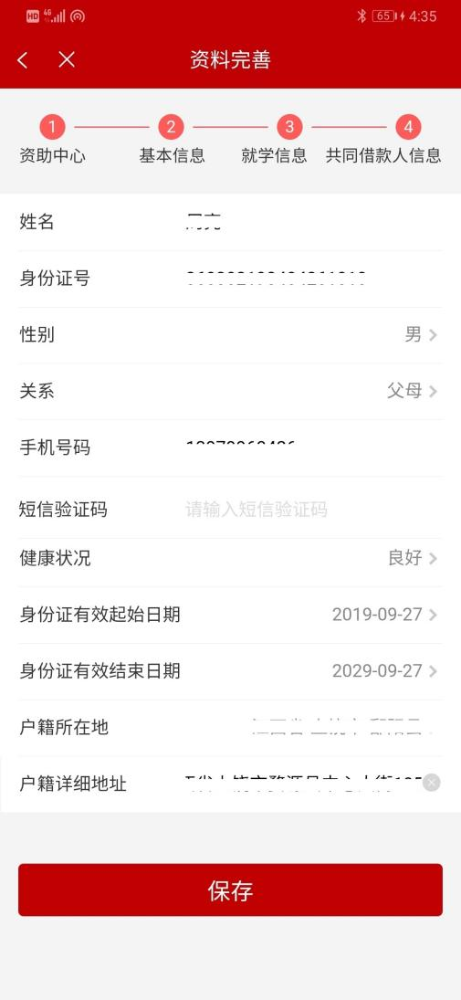 HD 4G 65 4:35
资料完善
1 2 3 4
资助中心 基本信息 就学信息 共同借款人信息
姓名
身份证号
性别 男
关系 父母
手机号码
短信验证码 请输入短信验证码
健康状况 良好
身份证有效起始日期 2019-09-27
身份证有效结束日期 2029-09-27
户籍所在地
户籍详细地址
保存